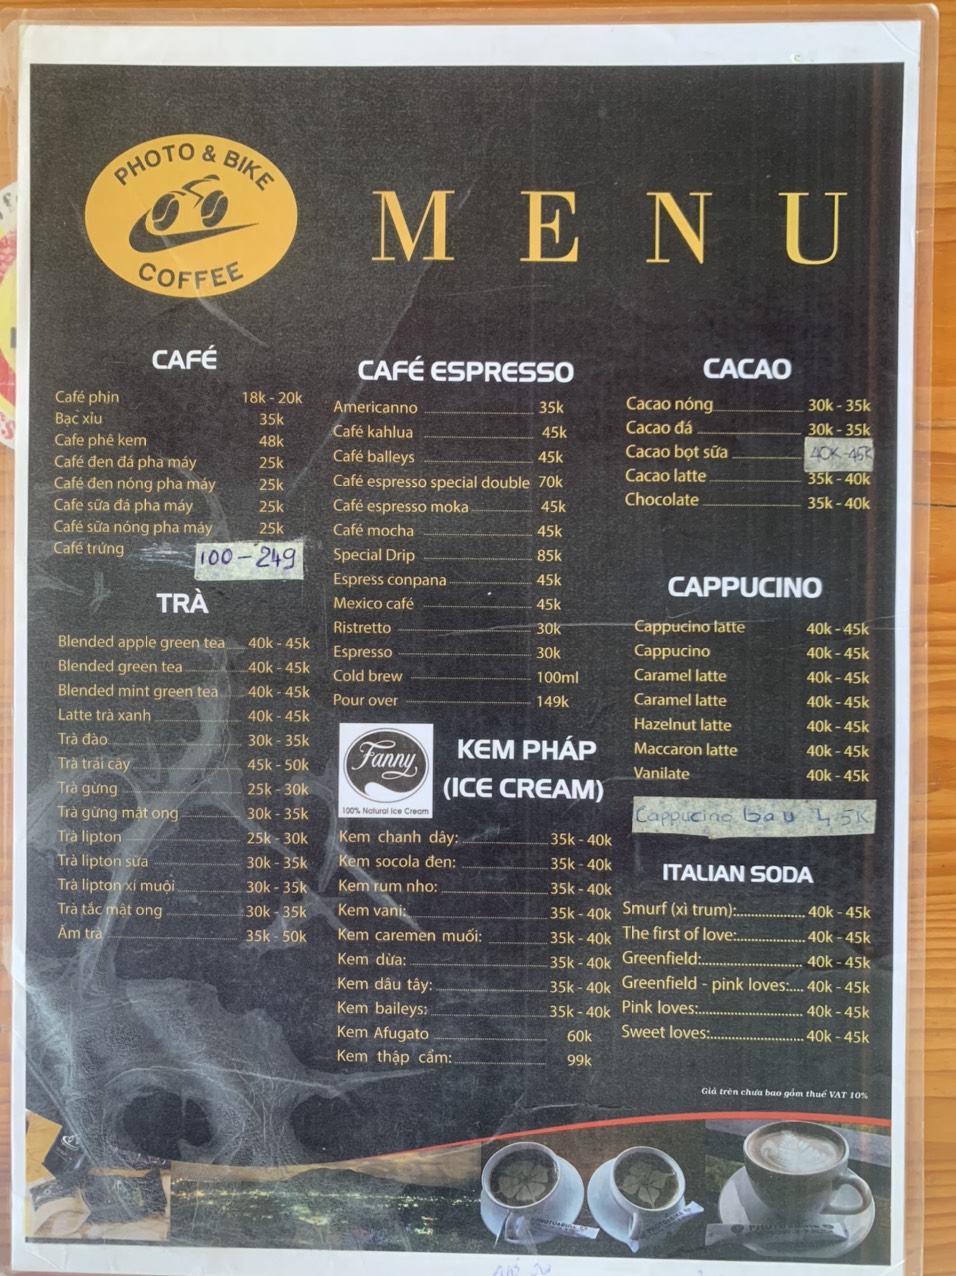 PHOTO & BIKE
COFFEE
MENU
CAFÉ
Café phin 18k - 20k
Bạc xỉu 35k
Cafe phê kem 48k
Café đen đá pha máy 25k
Café đen nóng pha máy 25k
Cafe sữa đá pha máy 25k
Café sữa nóng pha máy 25k
Café trứng 100-249
TRÀ
Blended apple green tea 40k - 45k
Blended green tea 40k - 45k
Blended mint green tea 40k - 45k
Latte trà xanh 40k - 45k
Trà đào 30k - 35k
Trà trái cây 45k - 50k
Trà gừng 25k - 30k
Trà gừng mật ong 30k - 35k
Trà lipton 25k - 30k
Trà lipton sữa 30k - 35k
Trà lipton xí muội 30k - 35k
Trà tắc mật ong 30k - 35k
Ấm trà 35k - 50k
CAFÉ ESPRESSO
Americanno 35k
Café kahlua 45k
Café balleys 45k
Café espresso special double 70k
Café espresso moka 45k
Café mocha 45k
Special Drip 85k
Espress conpana 45k
Mexico café 45k
Ristretto 30k
Espresso 30k
Cold brew 100ml
Pour over 149k
Fanny
100% Natural Ice Cream
KEM PHÁP
(ICE CREAM)
Kem chanh dây: 35k - 40k
Kem socola đen: 35k - 40k
Kem rum nho: 35k - 40k
Kem vani: 35k - 40k
Kem caremen muối: 35k - 40k
Kem dừa: 35k - 40k
Kem dâu tây: 35k - 40k
Kem baileys: 35k - 40k
Kem Afugato 60k
Kem thập cẩm: 99k
CACAO
Cacao nóng 30k - 35k
Cacao đá 30k - 35k
Cacao bọt sữa 40K-45K
Cacao latte 35k - 40k
Chocolate 35k - 40k
CAPPUCINO
Cappucino latte 40k - 45k
Cappucino 40k - 45k
Caramel latte 40k - 45k
Caramel latte 40k - 45k
Hazelnut latte 40k - 45k
Maccaron latte 40k - 45k
Vanilate 40k - 45k
Cappucino bau 45K
ITALIAN SODA
Smurf (xì trum): 40k - 45k
The first of love: 40k - 45k
Greenfield: 40k - 45k
Greenfield - pink loves: 40k - 45k
Pink loves: 40k - 45k
Sweet loves: 40k - 45k
Giá trên chưa bao gồm thuế VAT 10%